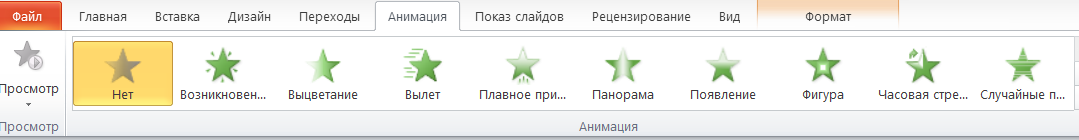 Файл Главная Вставка Дизайн Переходы Анимация Показ слайдов Рецензирование Вид Формат
Просмотр Нет Возникновен... Выцветание Вылет Плавное при... Панорама Появление Фигура Часовая стре... Случайные п...
Просмотр Анимация